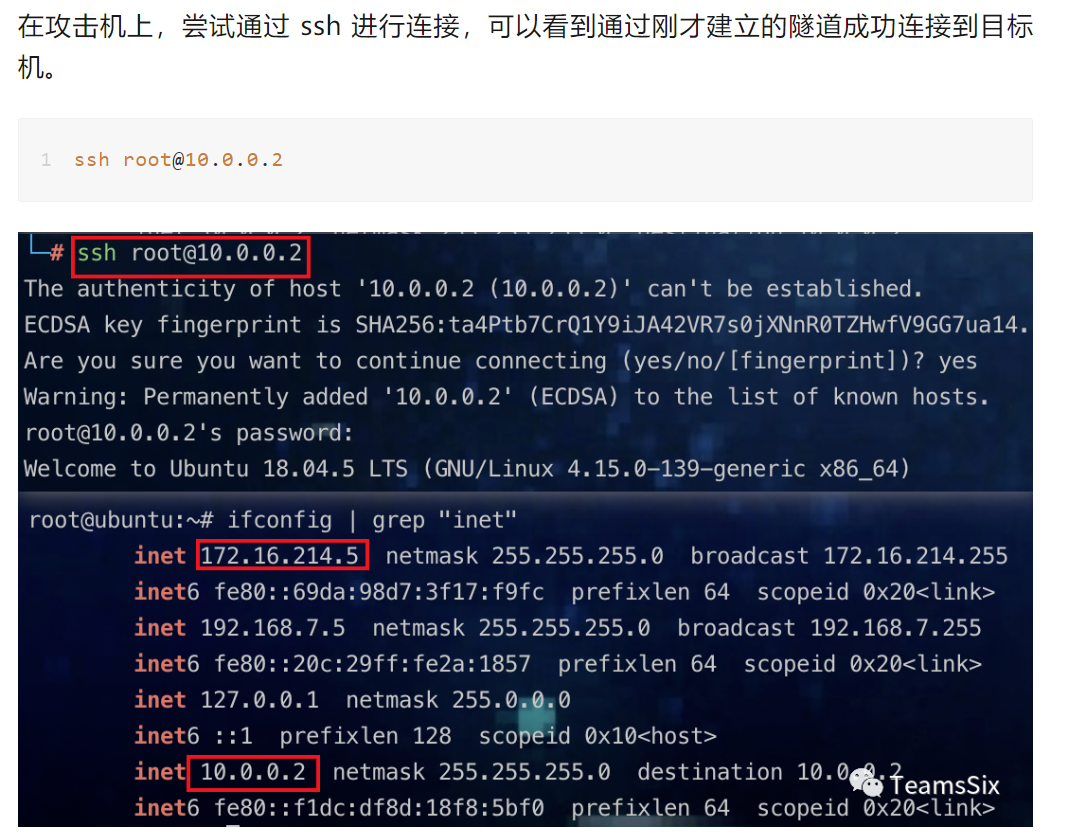 在攻击机上，尝试通过 ssh 进行连接，可以看到通过刚才建立的隧道成功连接到目标
机。
1 ssh root@10.0.0.2
└─# ssh root@10.0.0.2
The authenticity of host '10.0.0.2 (10.0.0.2)' can't be established.
ECDSA key fingerprint is SHA256:ta4Ptb7CrQ1Y9iJA42VR7s0jXNnR0TZHwfV9GG7ua14.
Are you sure you want to continue connecting (yes/no/[fingerprint])? yes
Warning: Permanently added '10.0.0.2' (ECDSA) to the list of known hosts.
root@10.0.0.2's password:
Welcome to Ubuntu 18.04.5 LTS (GNU/Linux 4.15.0-139-generic x86_64)
root@ubuntu:~# ifconfig | grep "inet"
inet 172.16.214.5 netmask 255.255.255.0 broadcast 172.16.214.255
inet6 fe80::69da:98d7:3f17:f9fc prefixlen 64 scopeid 0x20<link>
inet 192.168.7.5 netmask 255.255.255.0 broadcast 192.168.7.255
inet6 fe80::20c:29ff:fe2a:1857 prefixlen 64 scopeid 0x20<link>
inet 127.0.0.1 netmask 255.0.0.0
inet6 ::1 prefixlen 128 scopeid 0x10<host>
inet 10.0.0.2 netmask 255.255.255.0 destination 10.0.0.2
inet6 fe80::f1dc:df8d:18f8:5bf0 prefixlen 64 scopeid 0x20<link>
TeamsSix